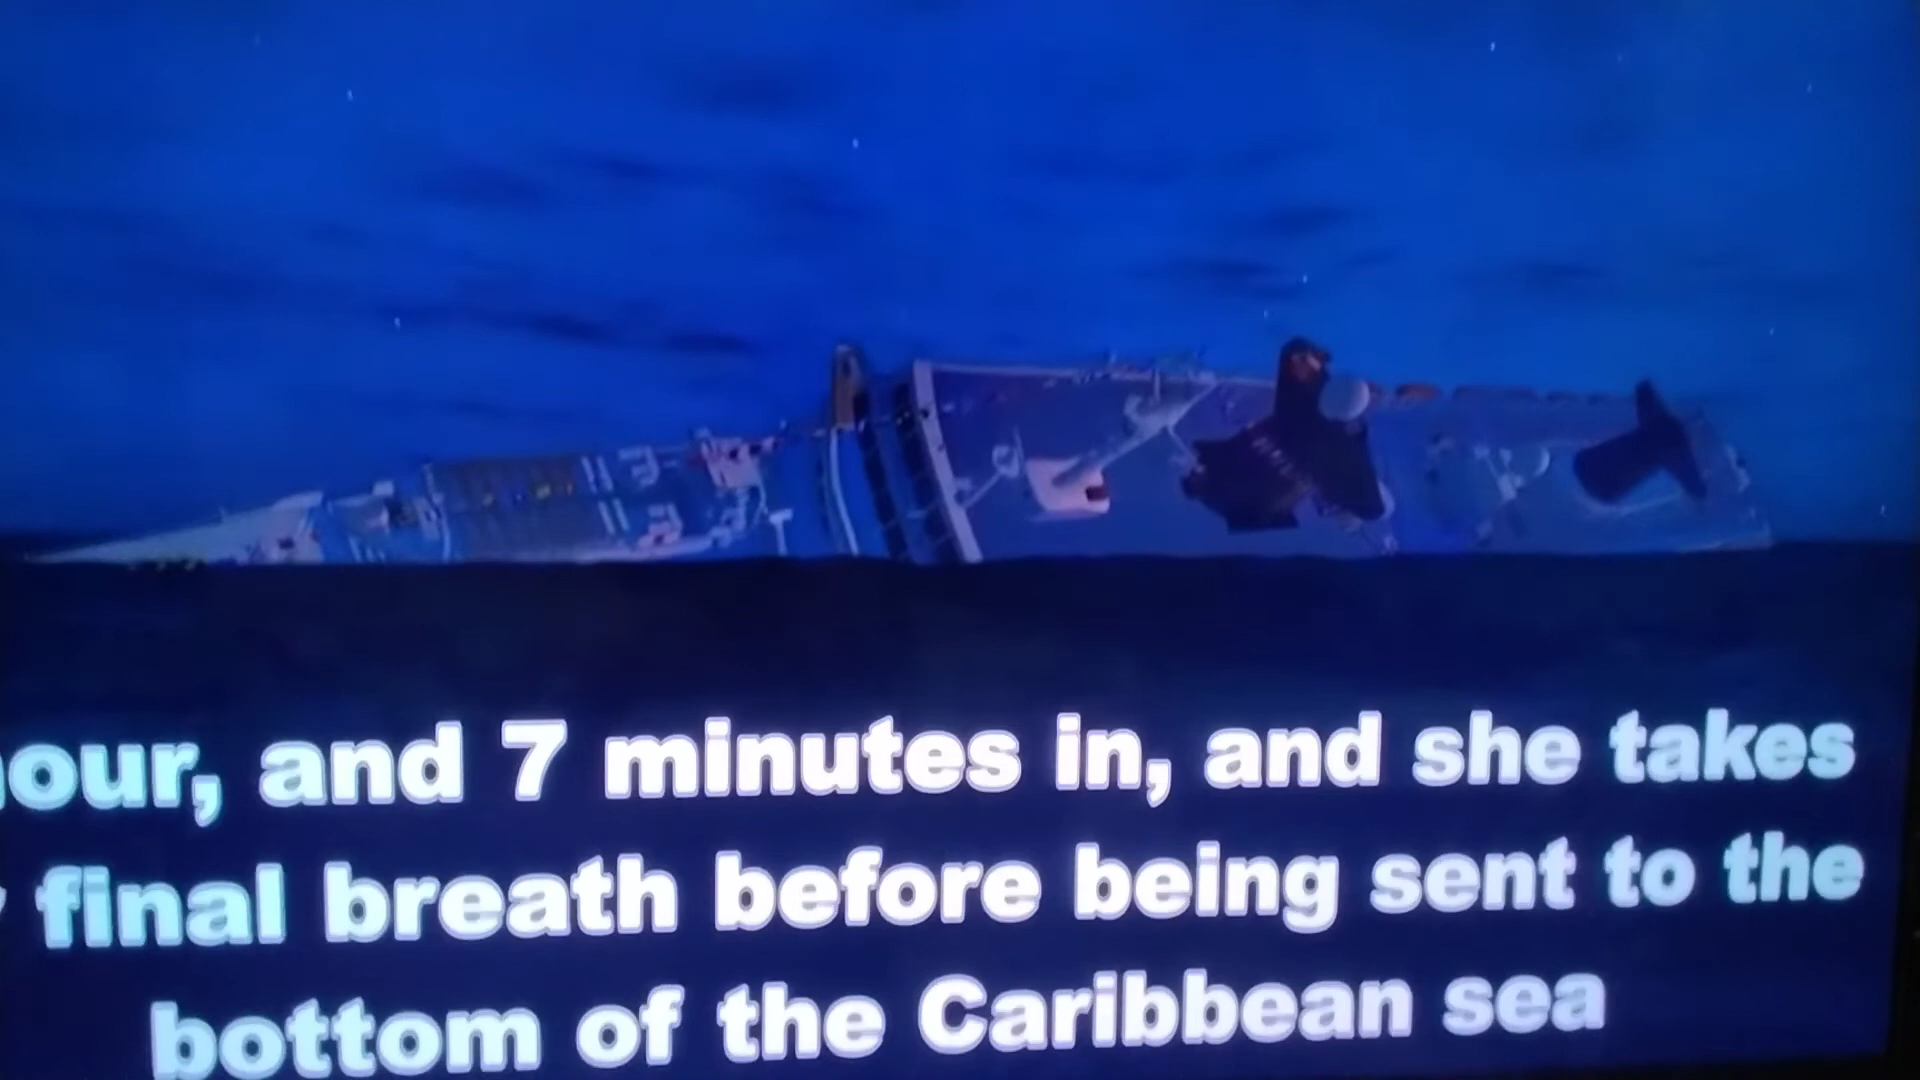 our, and 7 minutes in, and she takes
final breath before being sent to the
bottom of the Caribbean sea